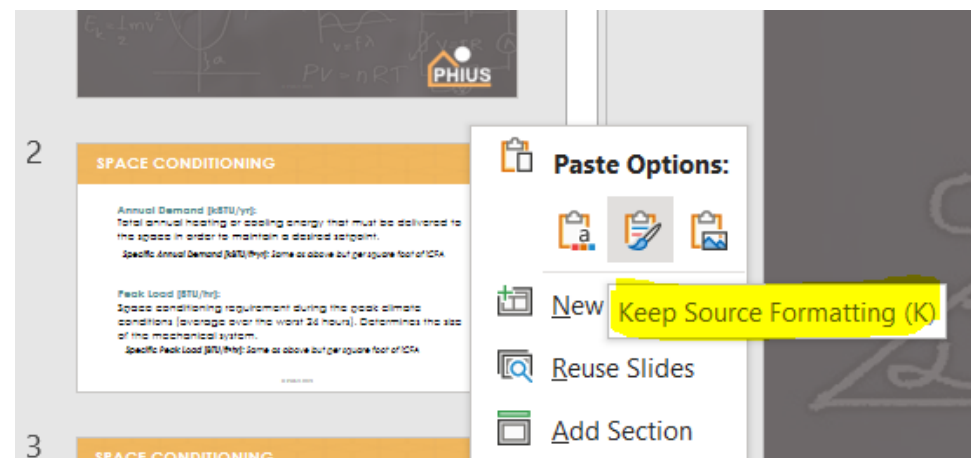 PV = nRT
PHIUS
2
SPACE CONDITIONING
Annual Demand [kBTU/yr]:
Total annual heating or cooling energy that must be delivered to
the space in order to maintain a desired setpoint.
Specific Annual Demand [kBTU/ft²yr]: Same as above but per square foot of iCFA
Peak Load [BTU/hr]:
Space conditioning requirement during the peak climate
conditions (average over the worst 24 hours). Determines the size
of the mechanical system.
Specific Peak Load [BTU/ft²hr]: Same as above but per square foot of iCFA
3
SPACE CONDITIONING
Paste Options:
New
Keep Source Formatting (K)
Reuse Slides
Add Section